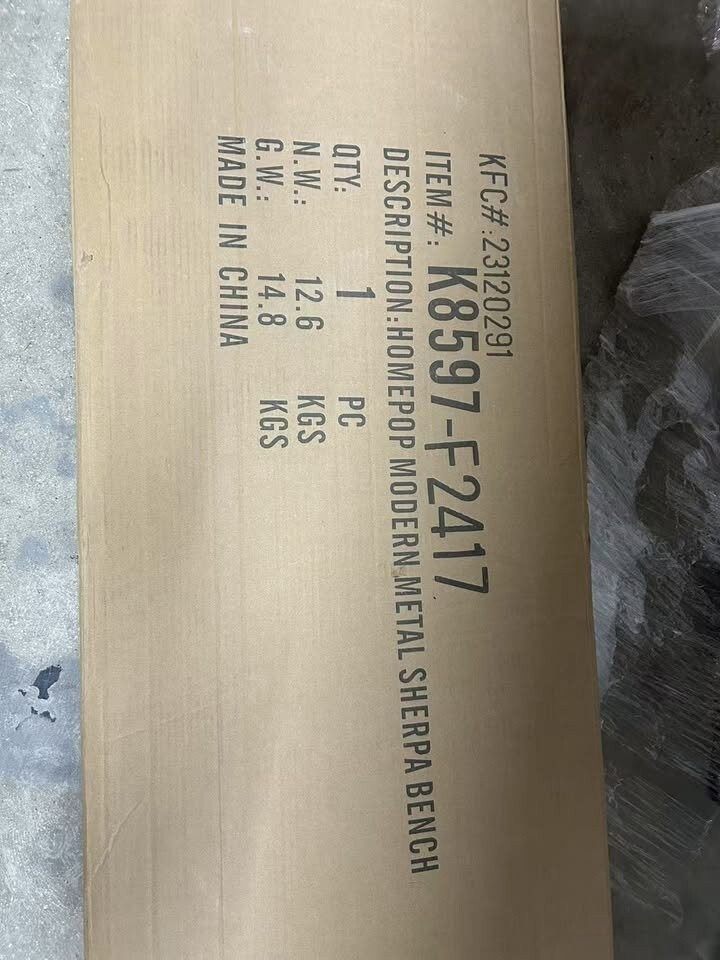 KFC#:23120291
ITEM#: K8597-F2417
DESCRIPTION:HOMEPOP MODERN METAL SHERPA BENCH
QTY: 1 PC
N.W.: 12.6 KGS
G.W.: 14.8 KGS
MADE IN CHINA